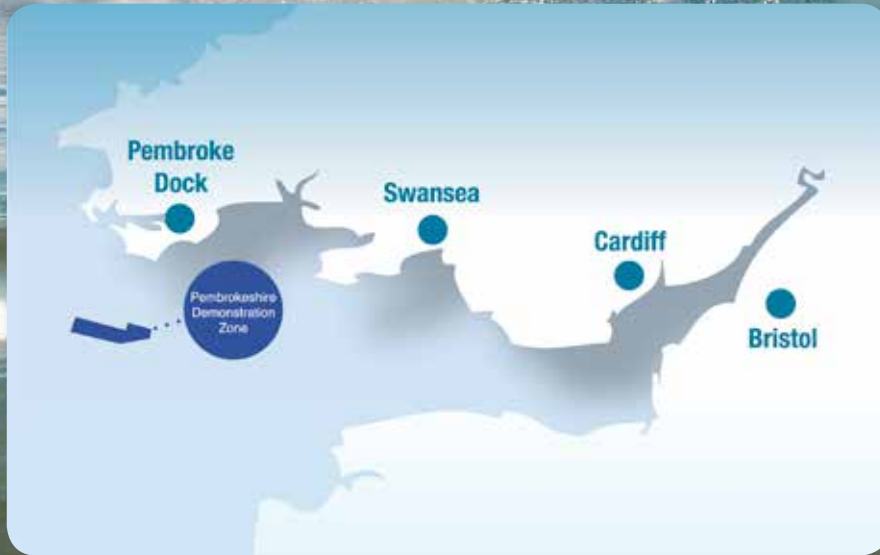 Pembroke
Dock
Swansea
Cardiff
Bristol
Pembrokeshire
Demonstration
Zone